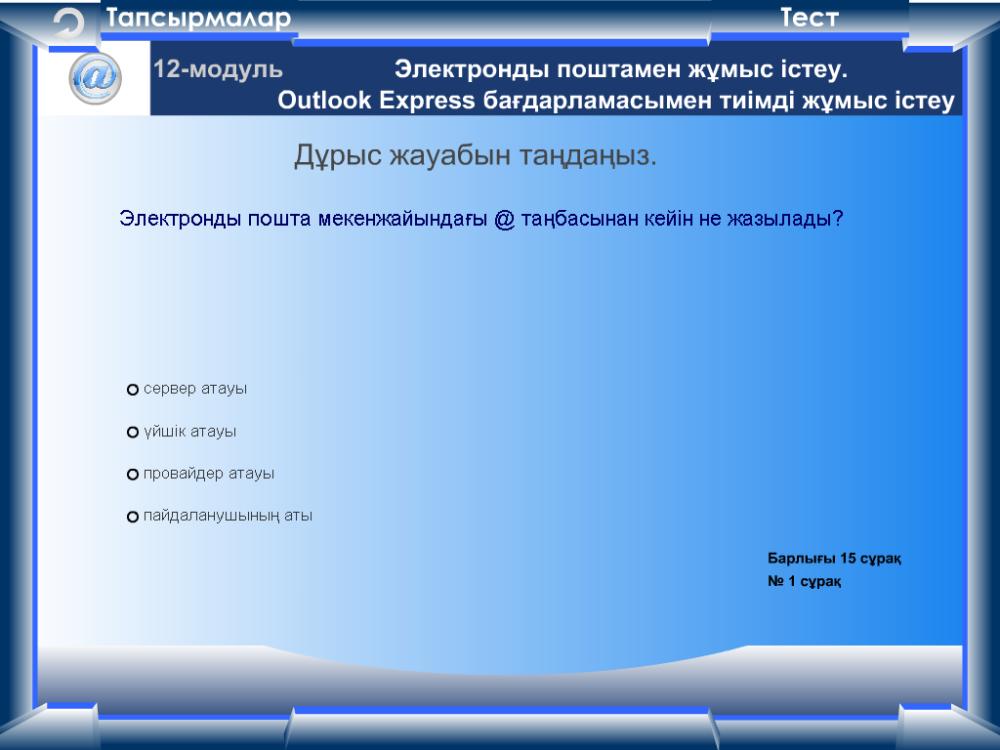 Тапсырмалар
Тест
12-модуль
Электронды поштамен жұмыс істеу.
Outlook Express бағдарламасымен тиімді жұмыс істеу
Дұрыс жауабын таңдаңыз.
Электронды пошта мекенжайындағы @ таңбасынан кейін не жазылады?
сервер атауы
үйшік атауы
провайдер атауы
пайдаланушының аты
Барлығы 15 сұрақ
№ 1 сұрақ